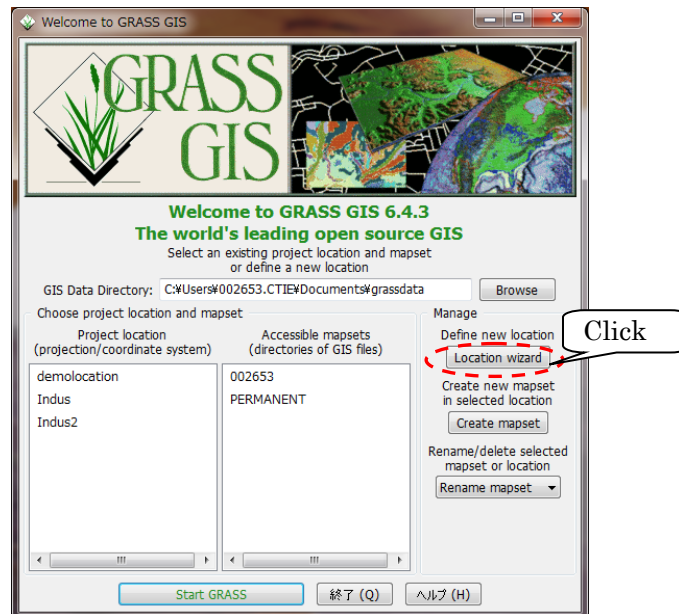 Welcome to GRASS GIS
GRASS
GIS
Welcome to GRASS GIS 6.4.3
The world's leading open source GIS
Select an existing project location and mapset
or define a new location
GIS Data Directory: C:¥Users¥002653.CTIE¥Documents¥grassdata Browse
Choose project location and mapset
Project location
(projection/coordinate system)
demolocation
Indus
Indus2
Accessible mapsets
(directories of GIS files)
002653
PERMANENT
Manage
Define new location
Location wizard
Click
Create new mapset
in selected location
Create mapset
Rename/delete selected
mapset or location
Rename mapset
Start GRASS 終了 (Q) ヘルプ (H)